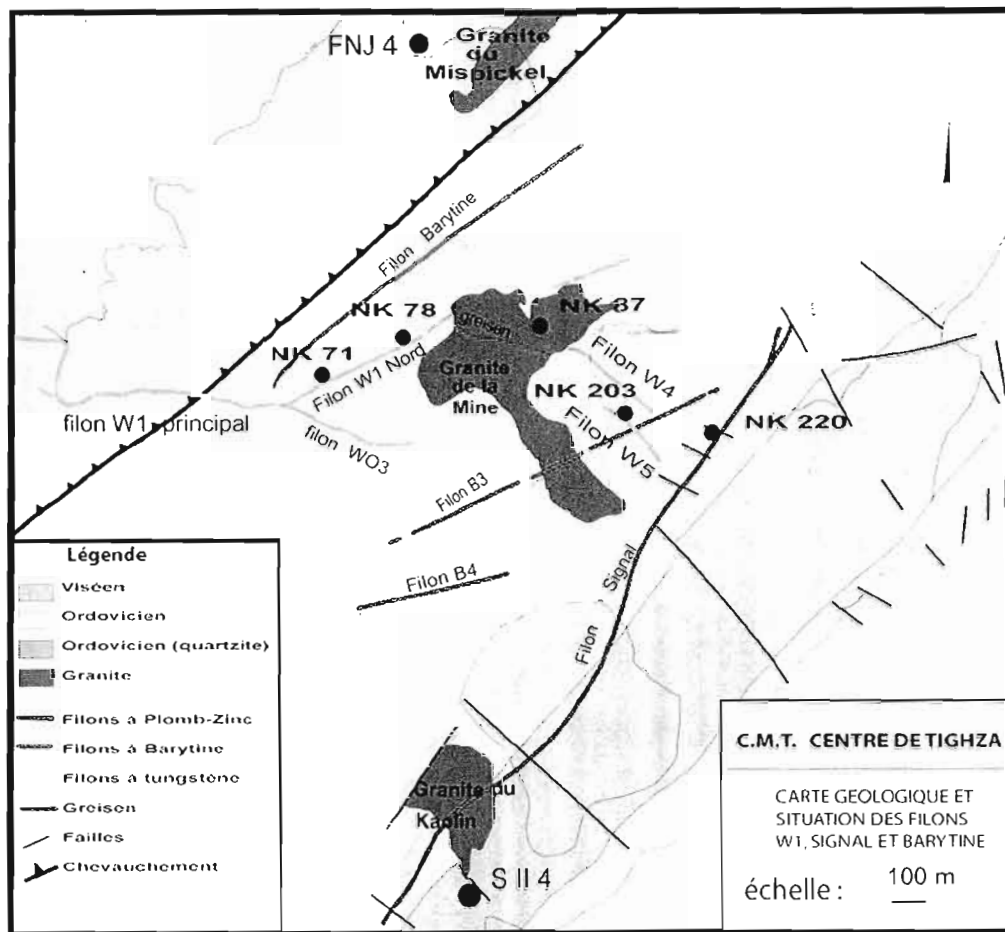 FNJ 4
Granite
du
Mispickel
Filon Barytine
NK 78
NK 71
Filon W1 Nord
greisen
NK 87
Granite
de la
Mine
Filon W4
NK 203
Filon W5
NK 220
filon W1 principal
filon WO3
Filon B3
Filon B4
Filon Signal
Granite du
Kaolin
S II 4
Légende
Viséen
Ordovicien
Ordovicien (quartzite)
Granite
Filons à Plomb-Zinc
Filons à Barytine
Filons à tungstène
Greisen
Failles
Chevauchement
C.M.T. CENTRE DE TIGHZA
CARTE GEOLOGIQUE ET
SITUATION DES FILONS
W1, SIGNAL ET BARYTINE
échelle : 100 m